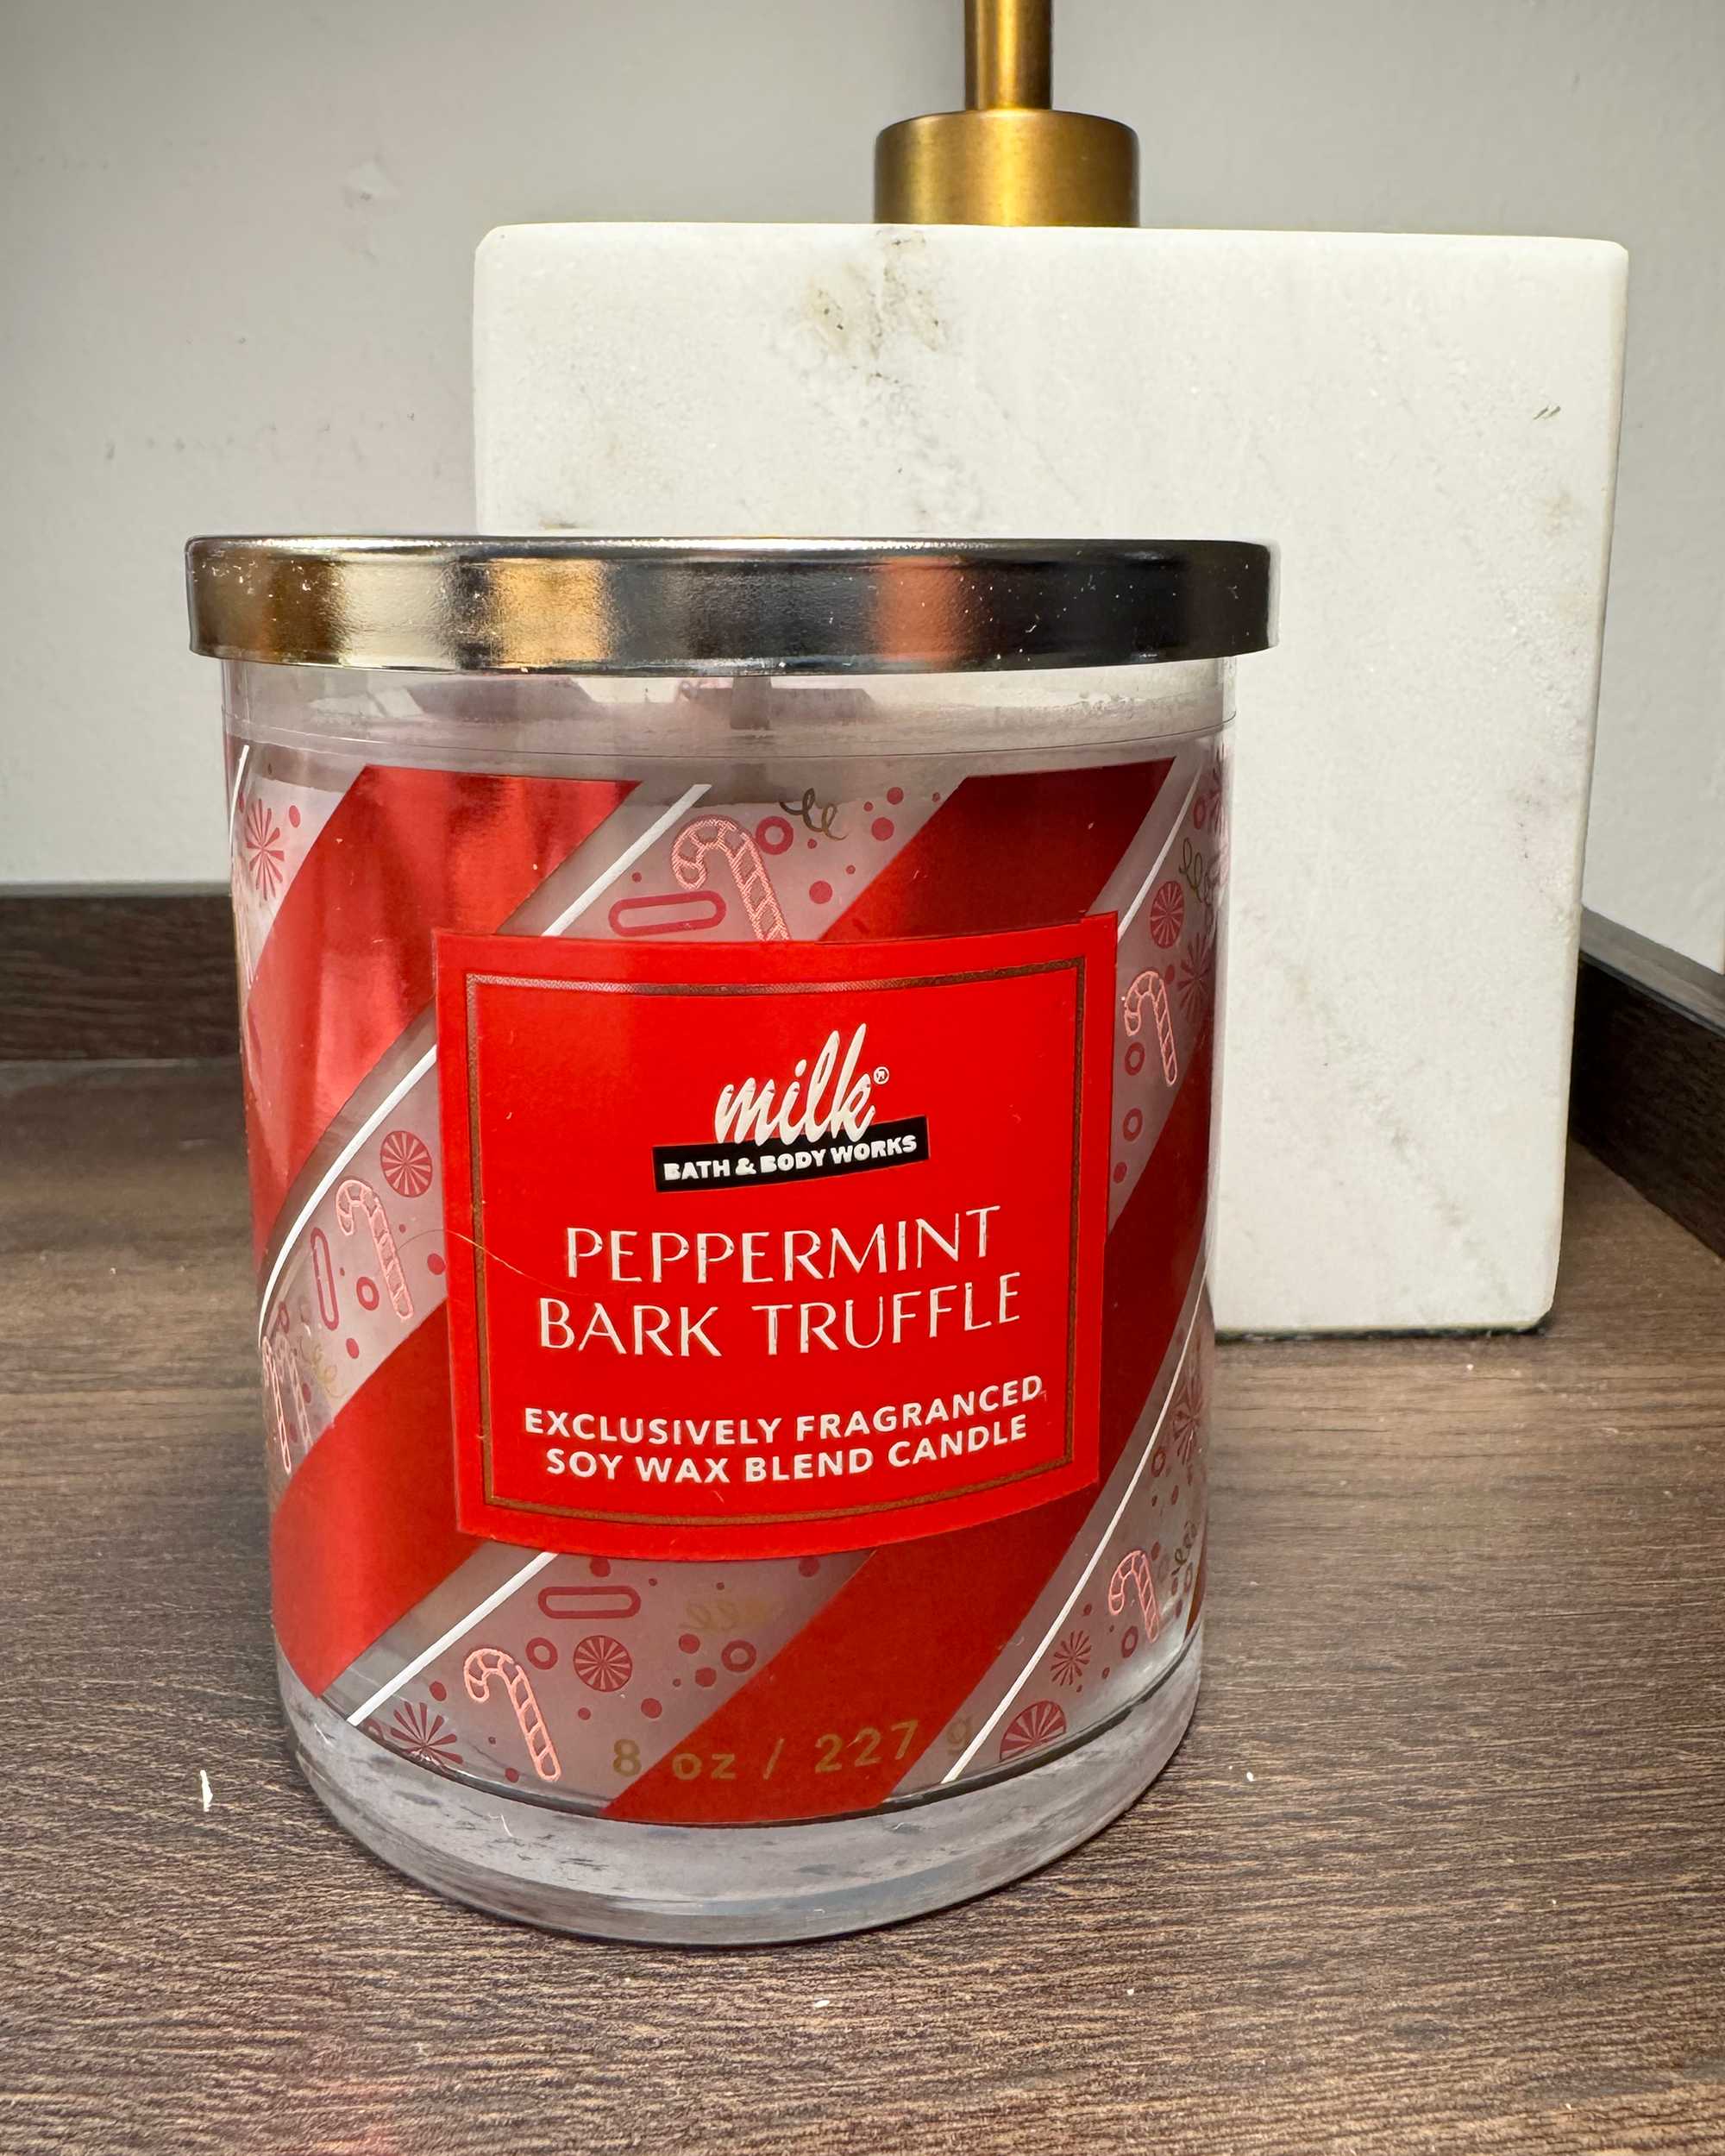 milk®
BATH & BODY WORKS
PEPPERMINT
BARK TRUFFLE
EXCLUSIVELY FRAGRANCED
SOY WAX BLEND CANDLE
8 oz / 227 g